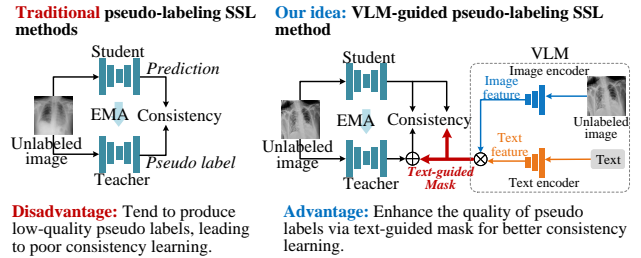 Traditional pseudo-labeling SSL
methods
Student
Prediction
EMA
Consistency
Unlabeled
image
Pseudo label
Teacher
Disadvantage: Tend to produce
low-quality pseudo labels, leading
to poor consistency learning.
Our idea: VLM-guided pseudo-labeling SSL
method
VLM
Student
Image encoder
Image
feature
EMA
Consistency
Unlabeled
image
Unlabeled
image
Text
feature
Text
Text-guided
Mask
Teacher
Text encoder
Advantage: Enhance the quality of pseudo
labels via text-guided mask for better consistency
learning.